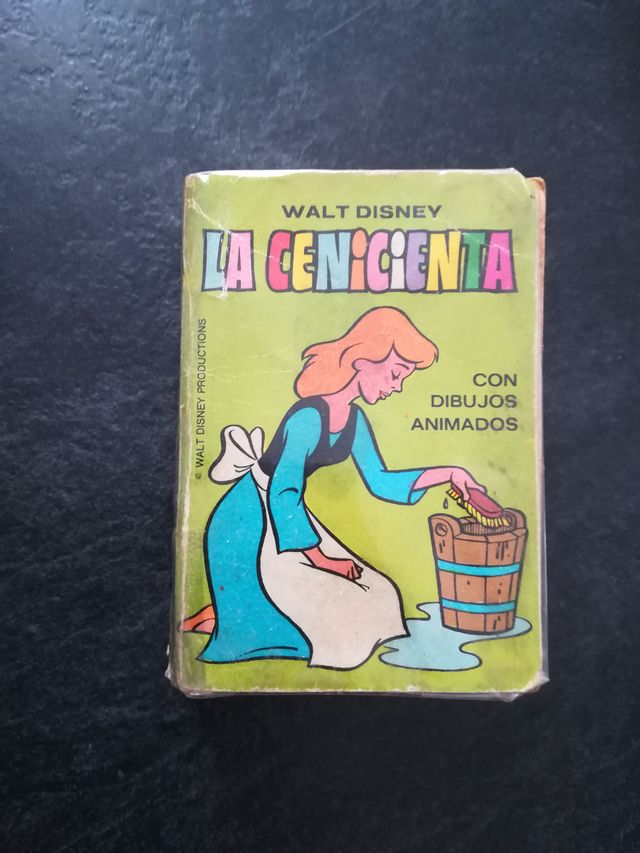 WALT DISNEY
LA CENICIENTA
CON
DIBUJOS
ANIMADOS
© WALT DISNEY PRODUCTIONS